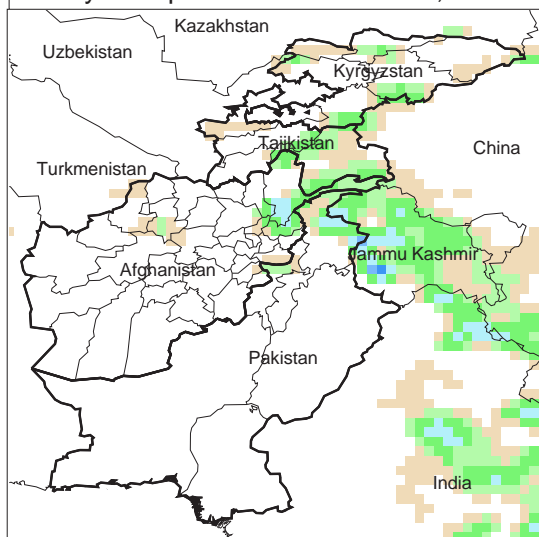 Kazakhstan
Uzbekistan
Kyrgyzstan
Tajikistan
China
Turkmenistan
Jammu Kashmir
Afghanistan
Pakistan
India